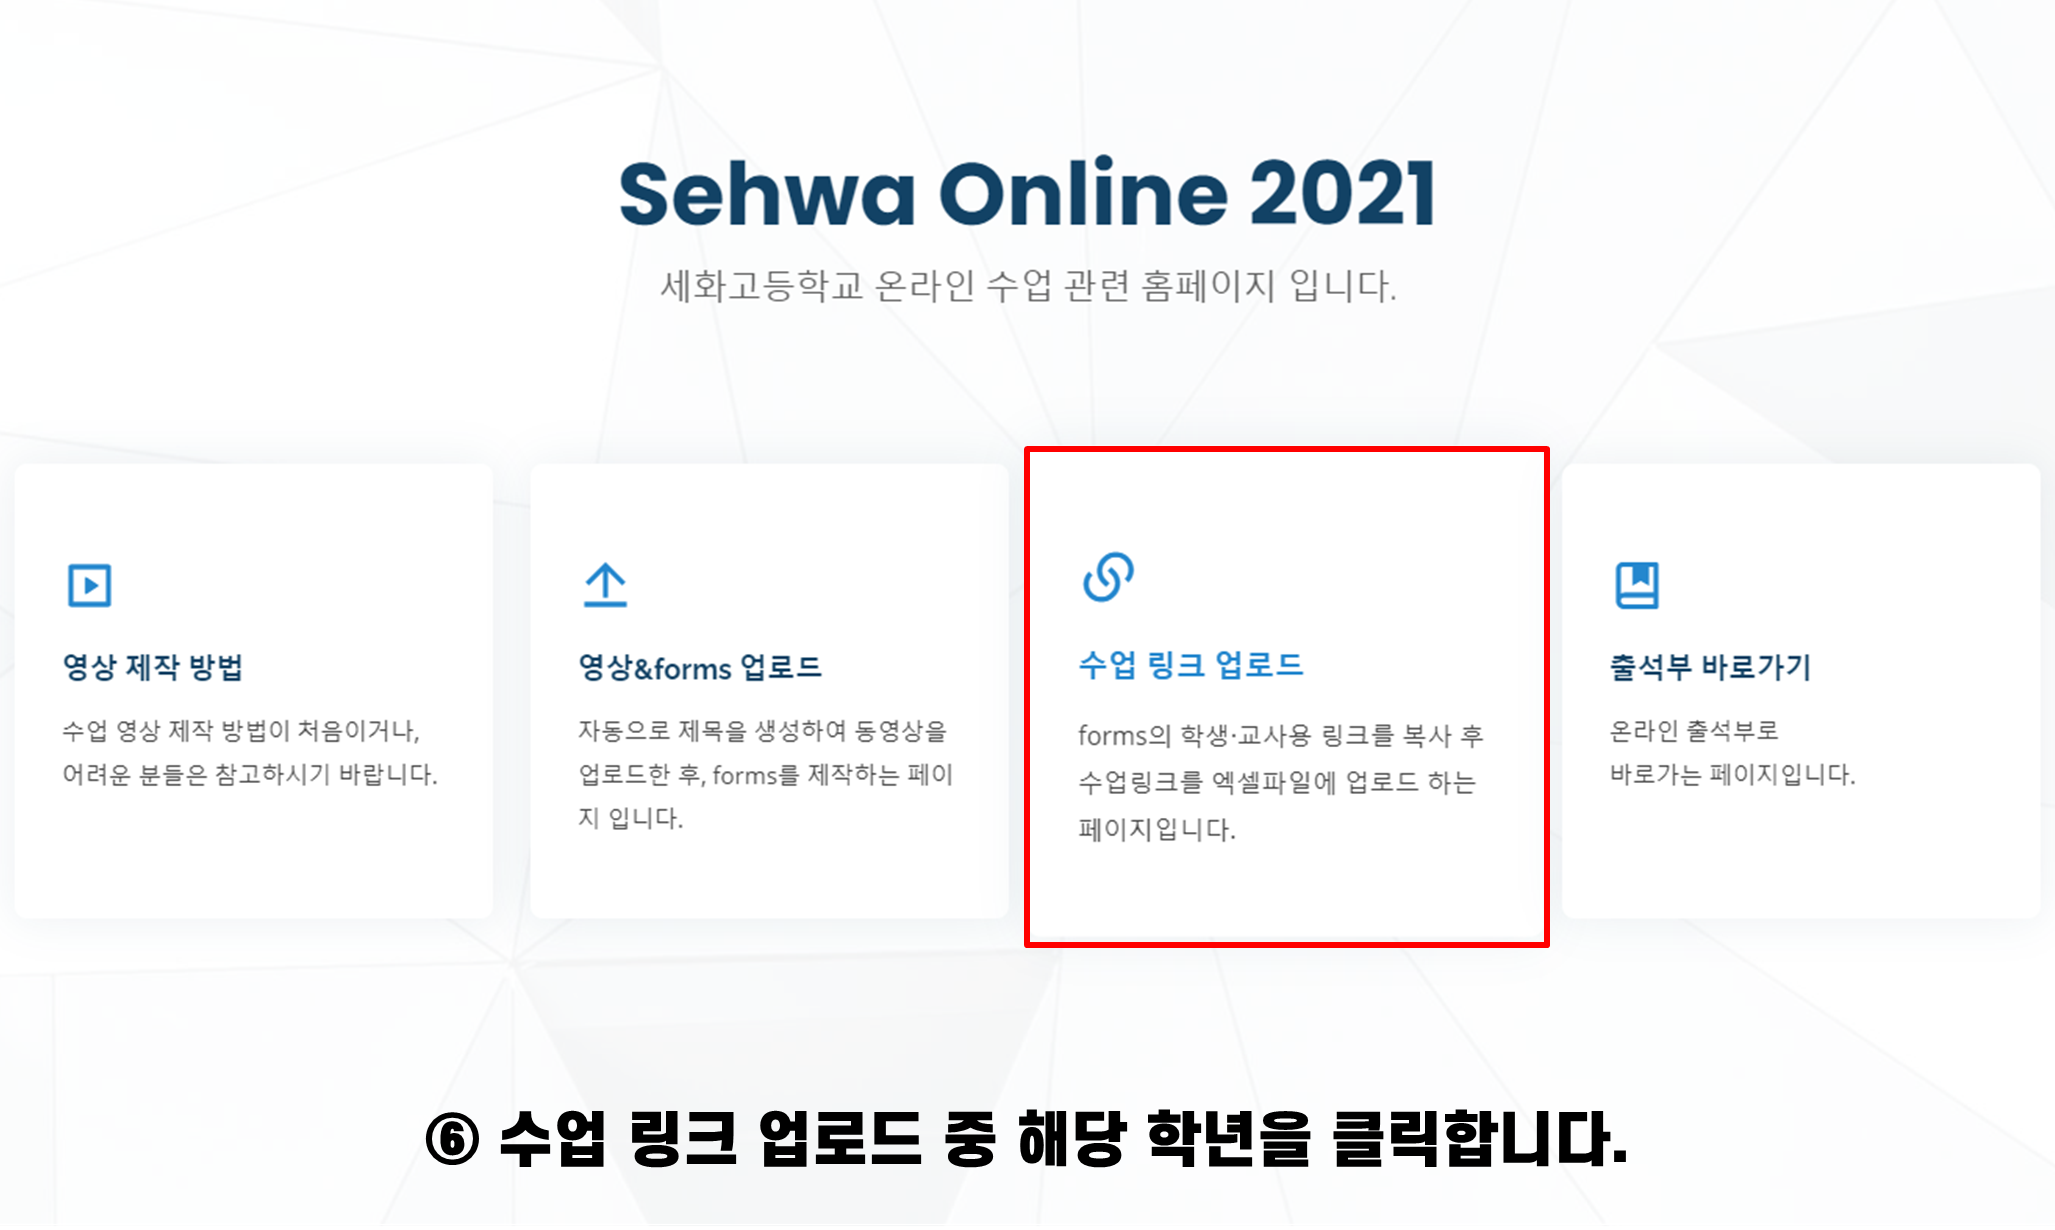 Sehwa Online 2021
세화고등학교 온라인 수업 관련 홈페이지 입니다.
영상 제작 방법
수업 영상 제작 방법이 처음이거나,
어려운 분들은 참고하시기 바랍니다.
영상&forms 업로드
자동으로 제목을 생성하여 동영상을
업로드한 후, forms를 제작하는 페이
지 입니다.
수업 링크 업로드
forms의 학생·교사용 링크를 복사 후
수업링크를 엑셀파일에 업로드 하는
페이지입니다.
출석부 바로가기
온라인 출석부로
바로가는 페이지입니다.
⑥ 수업 링크 업로드 중 해당 학년을 클릭합니다.